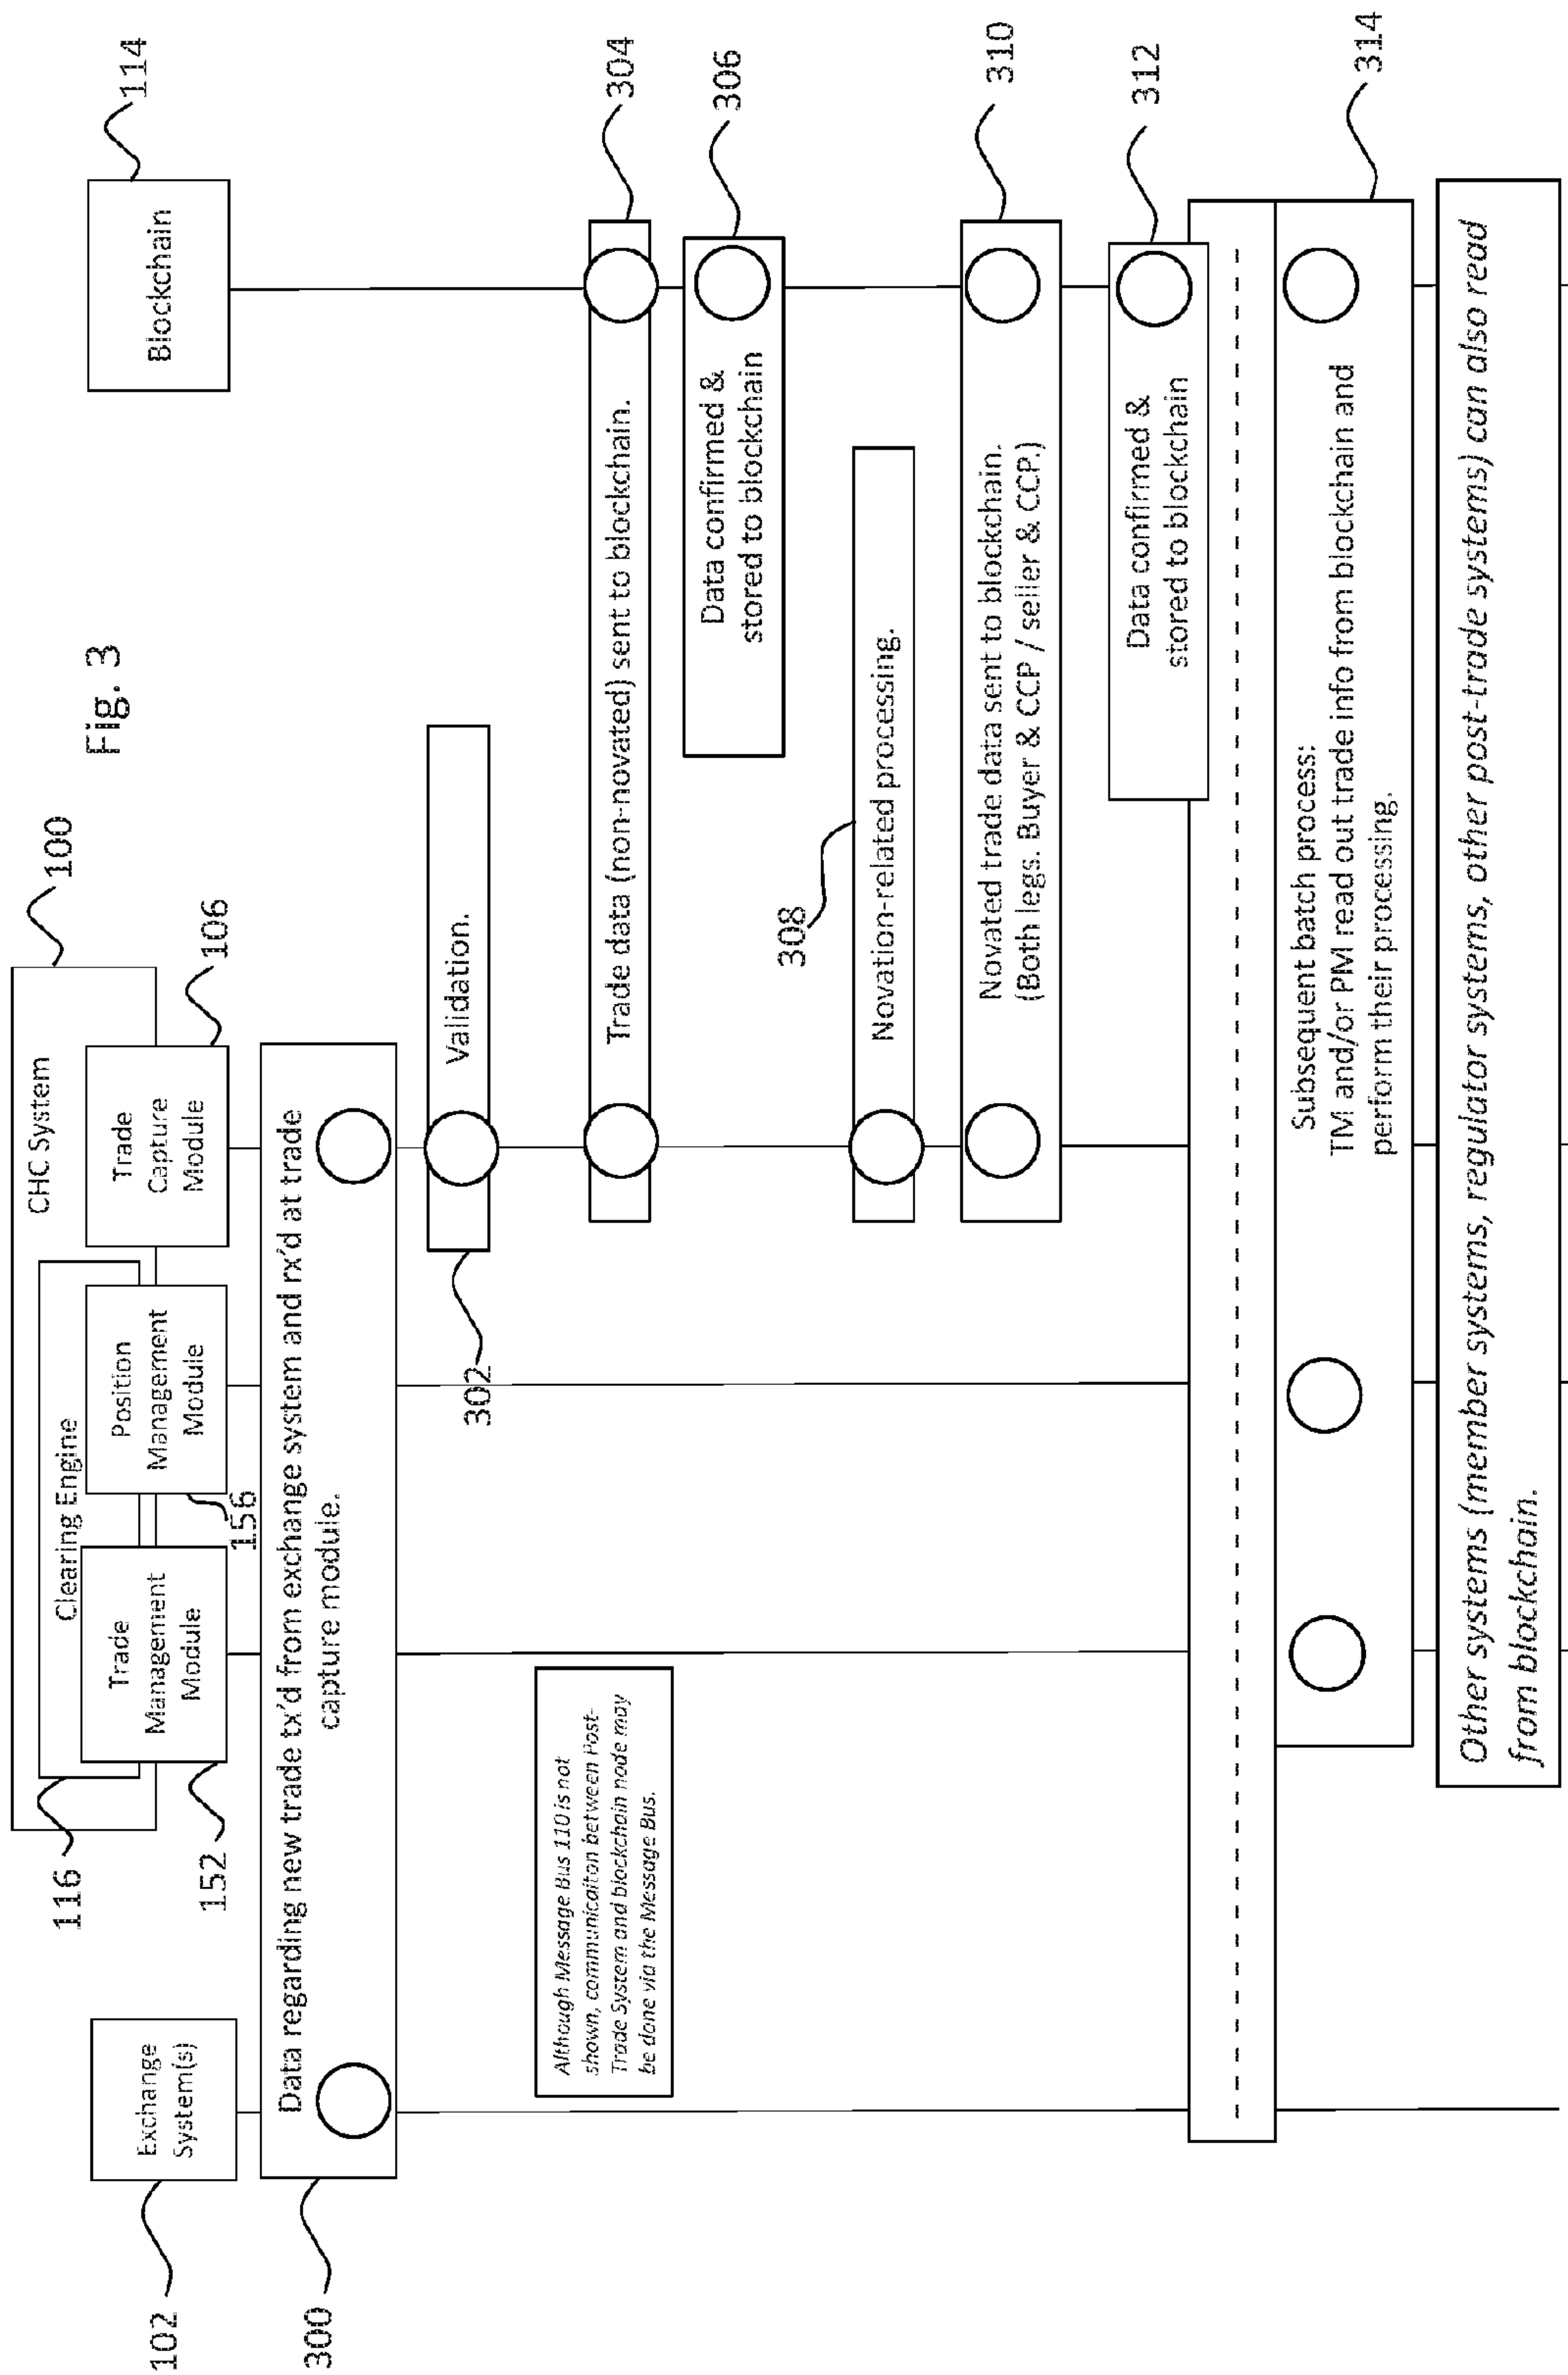 Fig. 3
CHC System
100
Clearing Engine
116
Exchange
System(s)
102
Trade
Management
Module
152
Position
Management
Module
156
Trade
Capture
Module
106
Blockchain
114
Data regarding new trade tx'd from exchange system and rx'd at trade
capture module.
300
Validation.
302
Although Message Bus 110 is not
shown, communicaiton between Post-
Trade System and blockchain node may
be done via the Message Bus.
Trade data (non-novated) sent to blockchain.
304
Data confirmed &
stored to blockchain
306
Novation-related processing.
308
Novated trade data sent to blockchain.
(Both legs. Buyer & CCP / seller & CCP.)
310
Data confirmed &
stored to blockchain
312
Subsequent batch process:
TM and/or PM read out trade info from blockchain and
perform their processing.
314
Other systems (member systems, regulator systems, other post-trade systems) can also read
from blockchain.